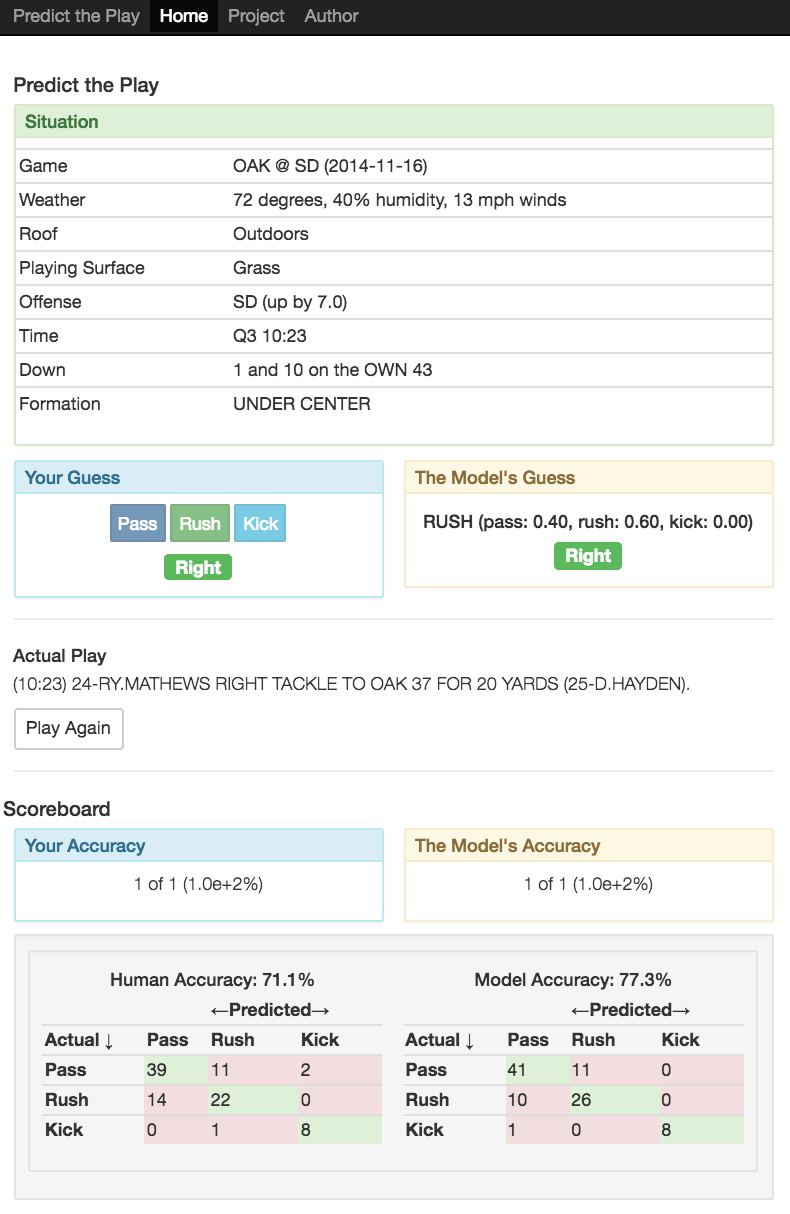 Predict the Play Home Project Author
Predict the Play
Situation
Game OAK @ SD (2014-11-16)
Weather 72 degrees, 40% humidity, 13 mph winds
Roof Outdoors
Playing Surface Grass
Offense SD (up by 7.0)
Time Q3 10:23
Down 1 and 10 on the OWN 43
Formation UNDER CENTER
Your Guess The Model's Guess
Pass Rush Kick RUSH (pass: 0.40, rush: 0.60, kick: 0.00)
Right Right
Actual Play
(10:23) 24-RY.MATHEWS RIGHT TACKLE TO OAK 37 FOR 20 YARDS (25-D.HAYDEN).
Play Again
Scoreboard
Your Accuracy The Model's Accuracy
1 of 1 (1.0e+2%) 1 of 1 (1.0e+2%)
Human Accuracy: 71.1% Model Accuracy: 77.3%
←Predicted→ ←Predicted→
Actual ↓ Pass Rush Kick Actual ↓ Pass Rush Kick
Pass 39 11 2 Pass 41 11 0
Rush 14 22 0 Rush 10 26 0
Kick 0 1 8 Kick 1 0 8